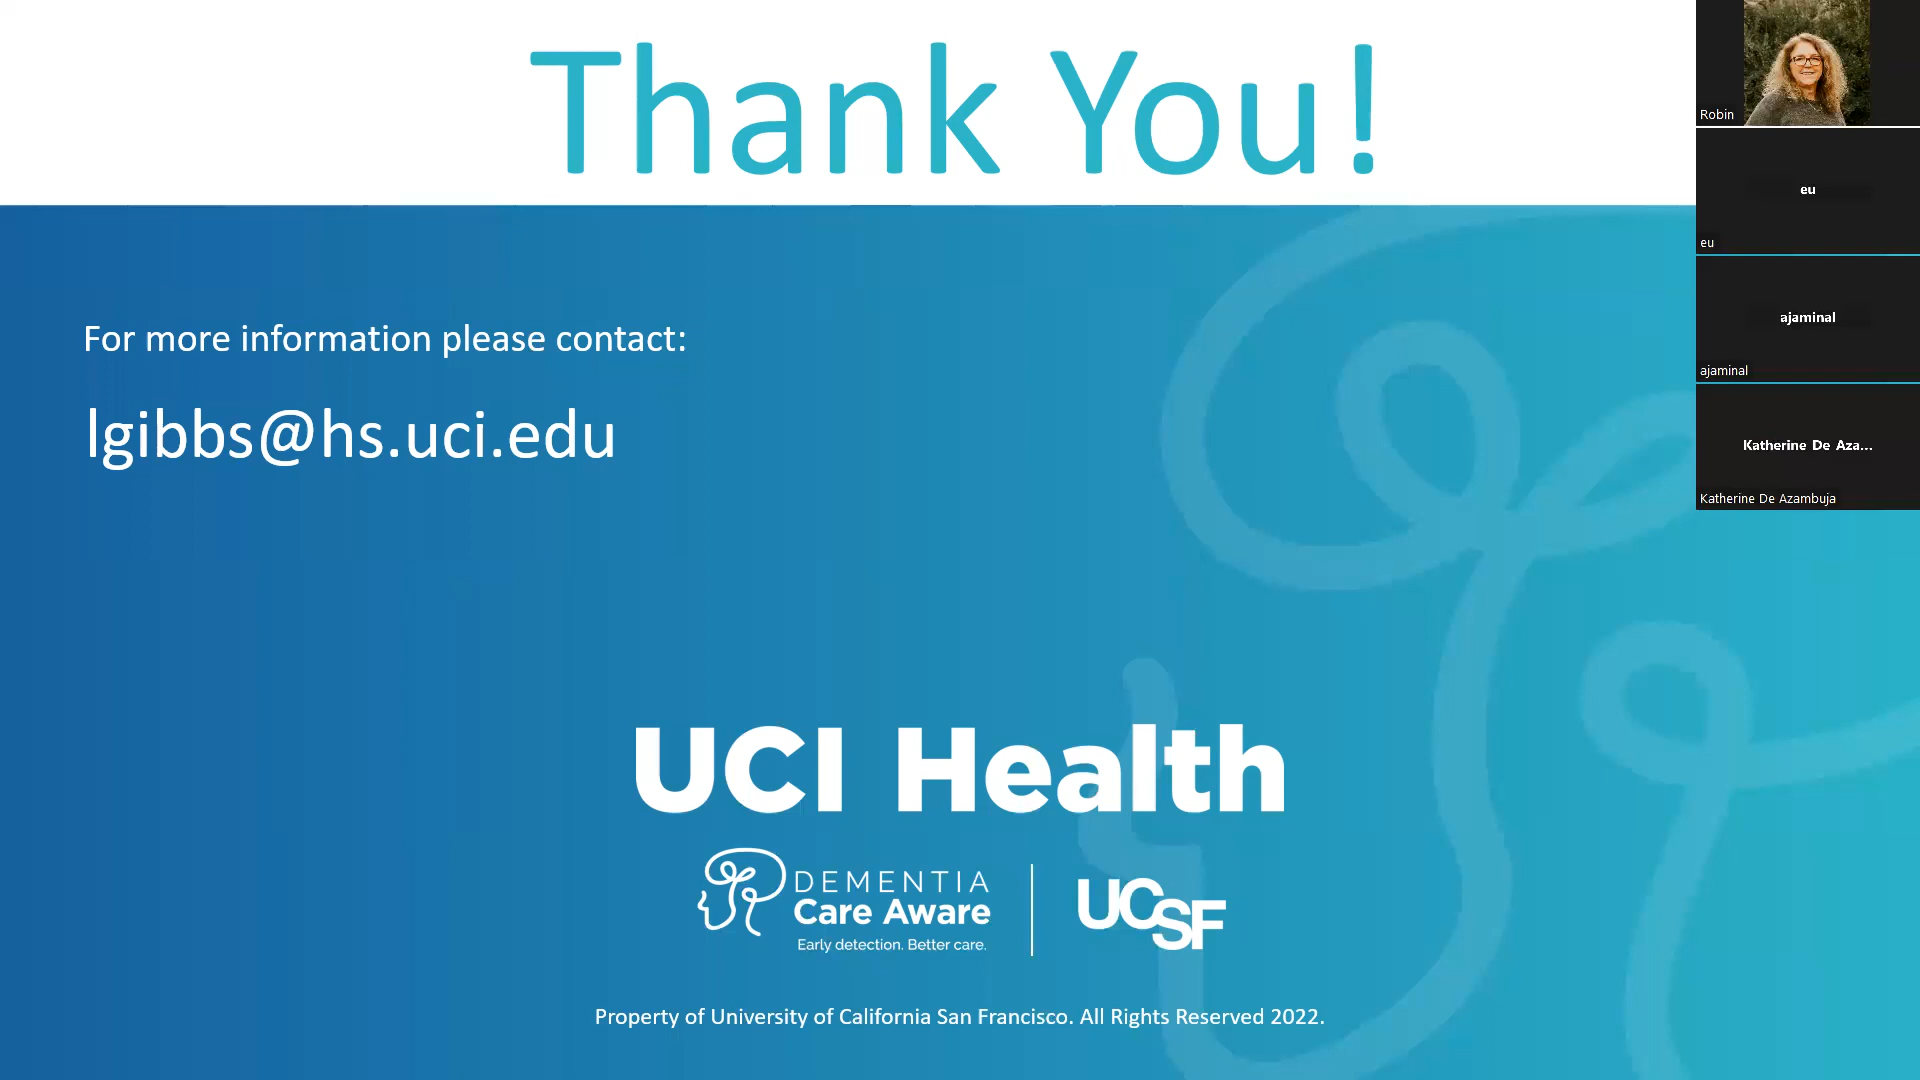 Thank You!
For more information please contact:
lgibbs@hs.uci.edu
UCI Health
DEMENTIA
Care Aware
Early detection. Better care.
UCSF
Property of University of California San Francisco. All Rights Reserved 2022.
Robin
eu
eu
ajaminal
ajaminal
Katherine De Aza...
Katherine De Azambuja